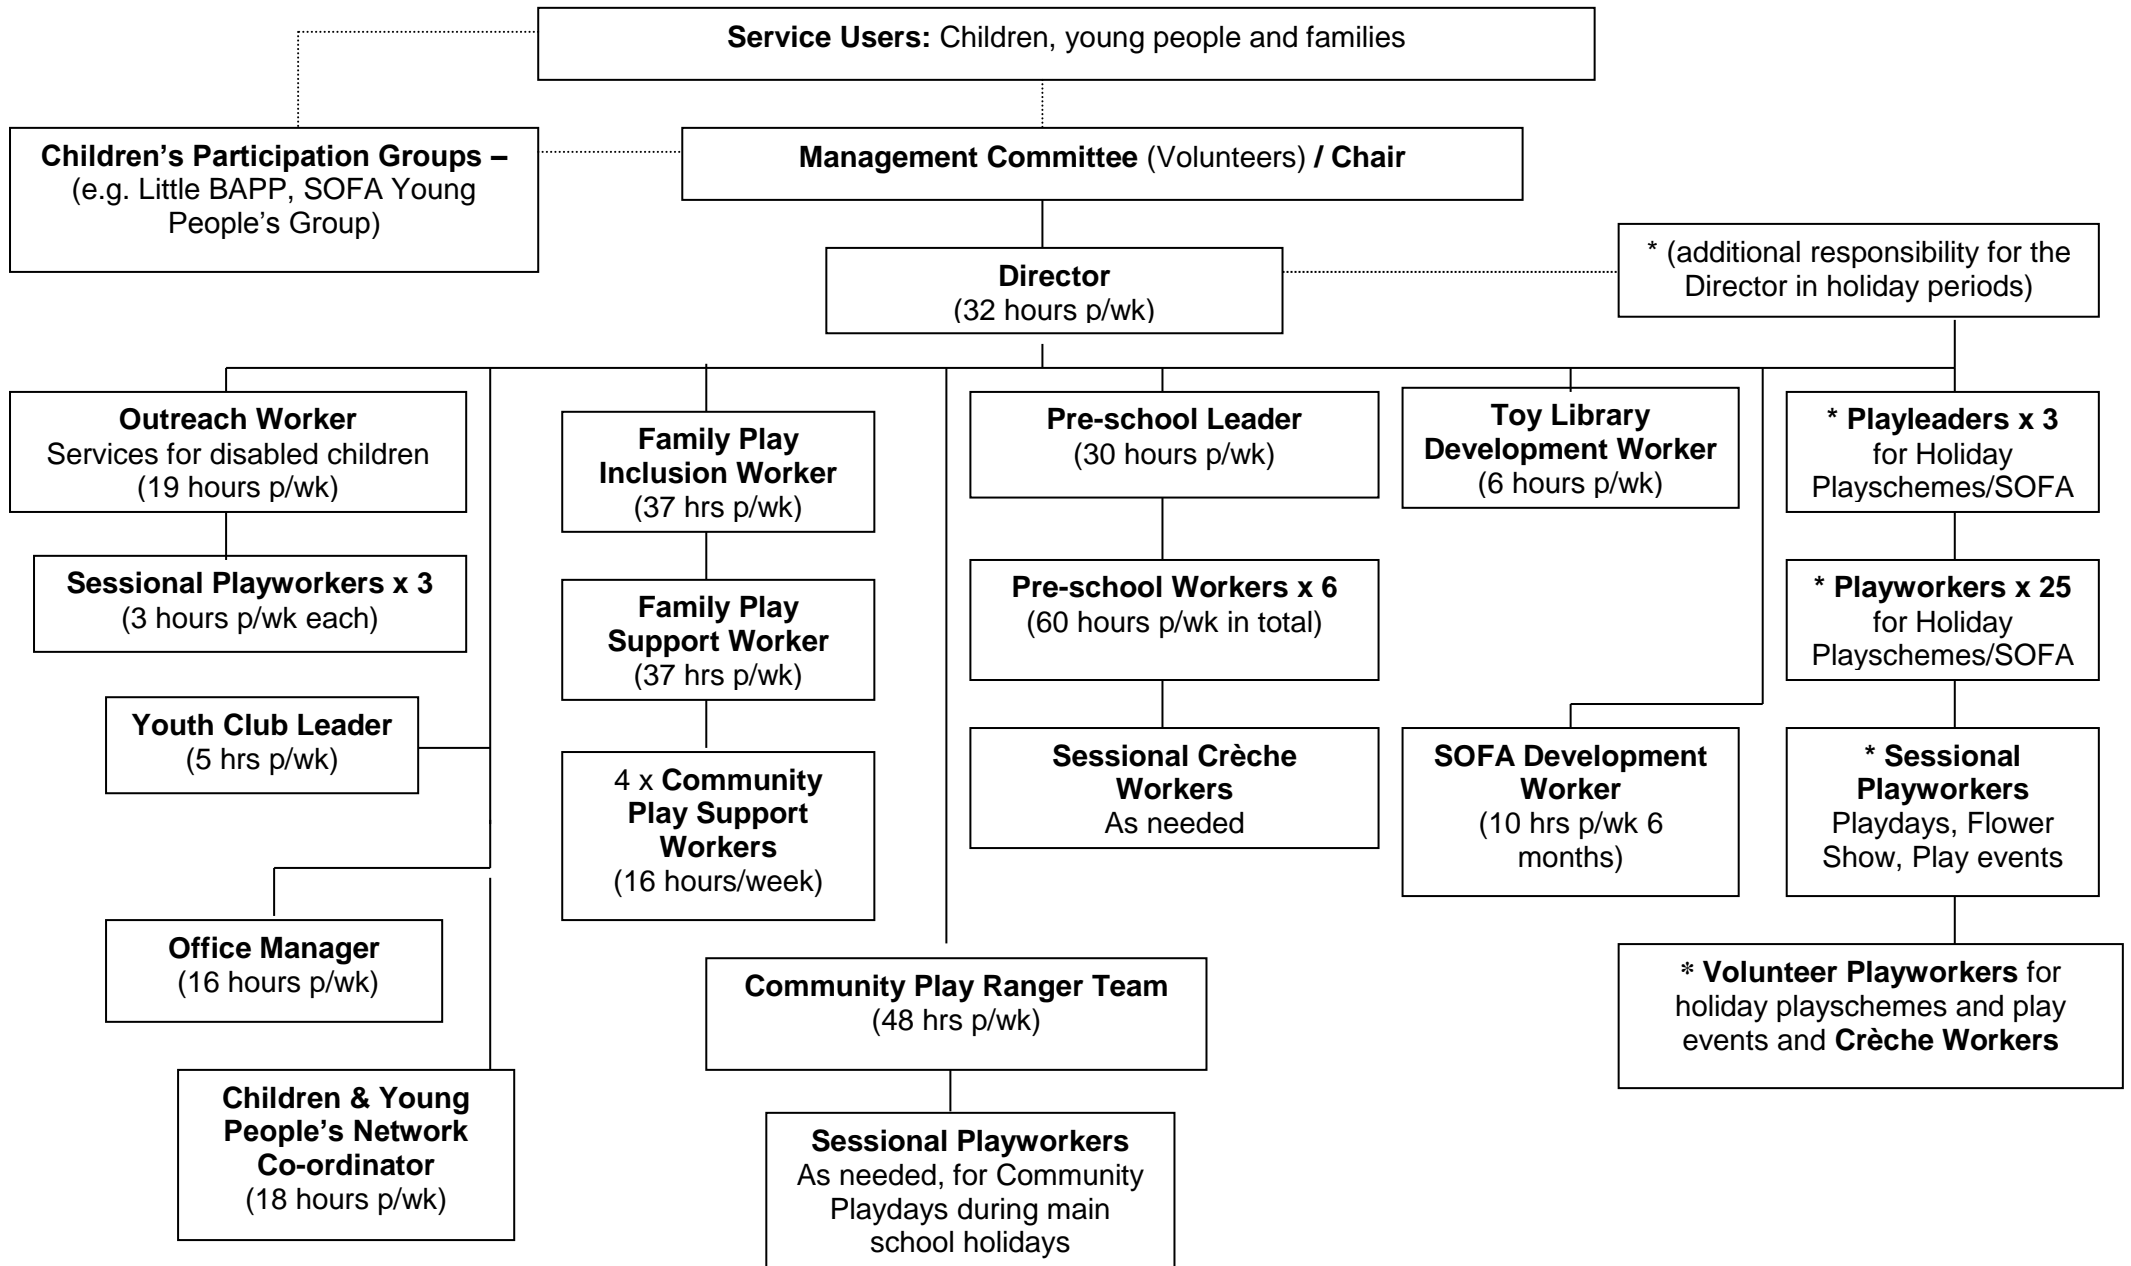 Service Users: Children, young people and families
Children’s Participation Groups –
(e.g. Little BAPP, SOFA Young
People’s Group)
Management Committee (Volunteers) / Chair
Director
(32 hours p/wk)
* (additional responsibility for the
Director in holiday periods)
Outreach Worker
Services for disabled children
(19 hours p/wk)
Sessional Playworkers x 3
(3 hours p/wk each)
Youth Club Leader
(5 hrs p/wk)
Office Manager
(16 hours p/wk)
Children & Young
People’s Network
Co-ordinator
(18 hours p/wk)
Family Play
Inclusion Worker
(37 hrs p/wk)
Family Play
Support Worker
(37 hrs p/wk)
4 x Community
Play Support
Workers
(16 hours/week)
Community Play Ranger Team
(48 hrs p/wk)
Sessional Playworkers
As needed, for Community
Playdays during main
school holidays
Pre-school Leader
(30 hours p/wk)
Pre-school Workers x 6
(60 hours p/wk in total)
Sessional Crèche
Workers
As needed
Toy Library
Development Worker
(6 hours p/wk)
SOFA Development
Worker
(10 hrs p/wk 6
months)
* Playleaders x 3
for Holiday
Playschemes/SOFA
* Playworkers x 25
for Holiday
Playschemes/SOFA
* Sessional
Playworkers
Playdays, Flower
Show, Play events
* Volunteer Playworkers for
holiday playschemes and play
events and Crèche Workers